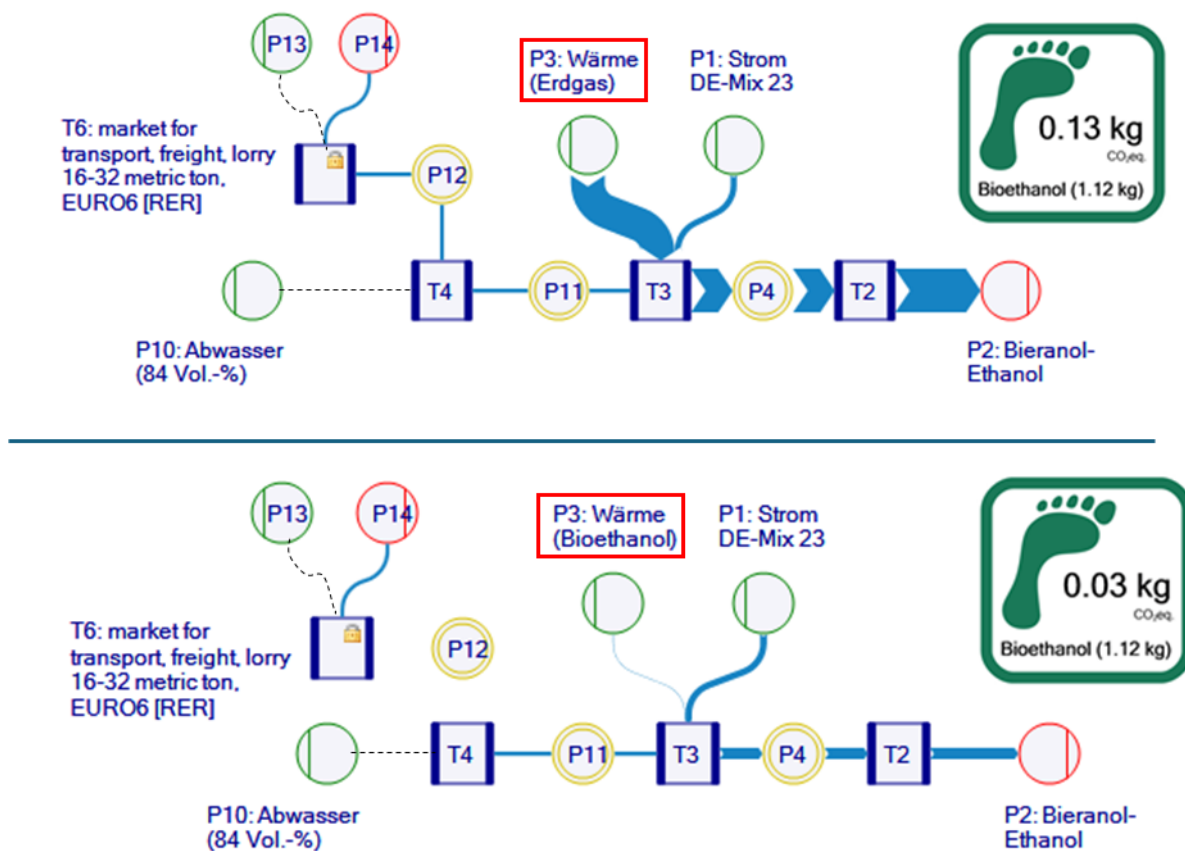 P13
P14
P3: Wärme
(Erdgas)
P1: Strom
DE-Mix 23
0.13 kg
CO₂eq.
Bioethanol (1.12 kg)
T6: market for
transport, freight, lorry
16-32 metric ton,
EURO6 [RER]
P12
T4
P11
T3
P4
T2
P10: Abwasser
(84 Vol.-%)
P2: Bieranol-
Ethanol
P13
P14
P3: Wärme
(Bioethanol)
P1: Strom
DE-Mix 23
0.03 kg
CO₂eq.
Bioethanol (1.12 kg)
T6: market for
transport, freight, lorry
16-32 metric ton,
EURO6 [RER]
P12
T4
P11
T3
P4
T2
P10: Abwasser
(84 Vol.-%)
P2: Bieranol-
Ethanol